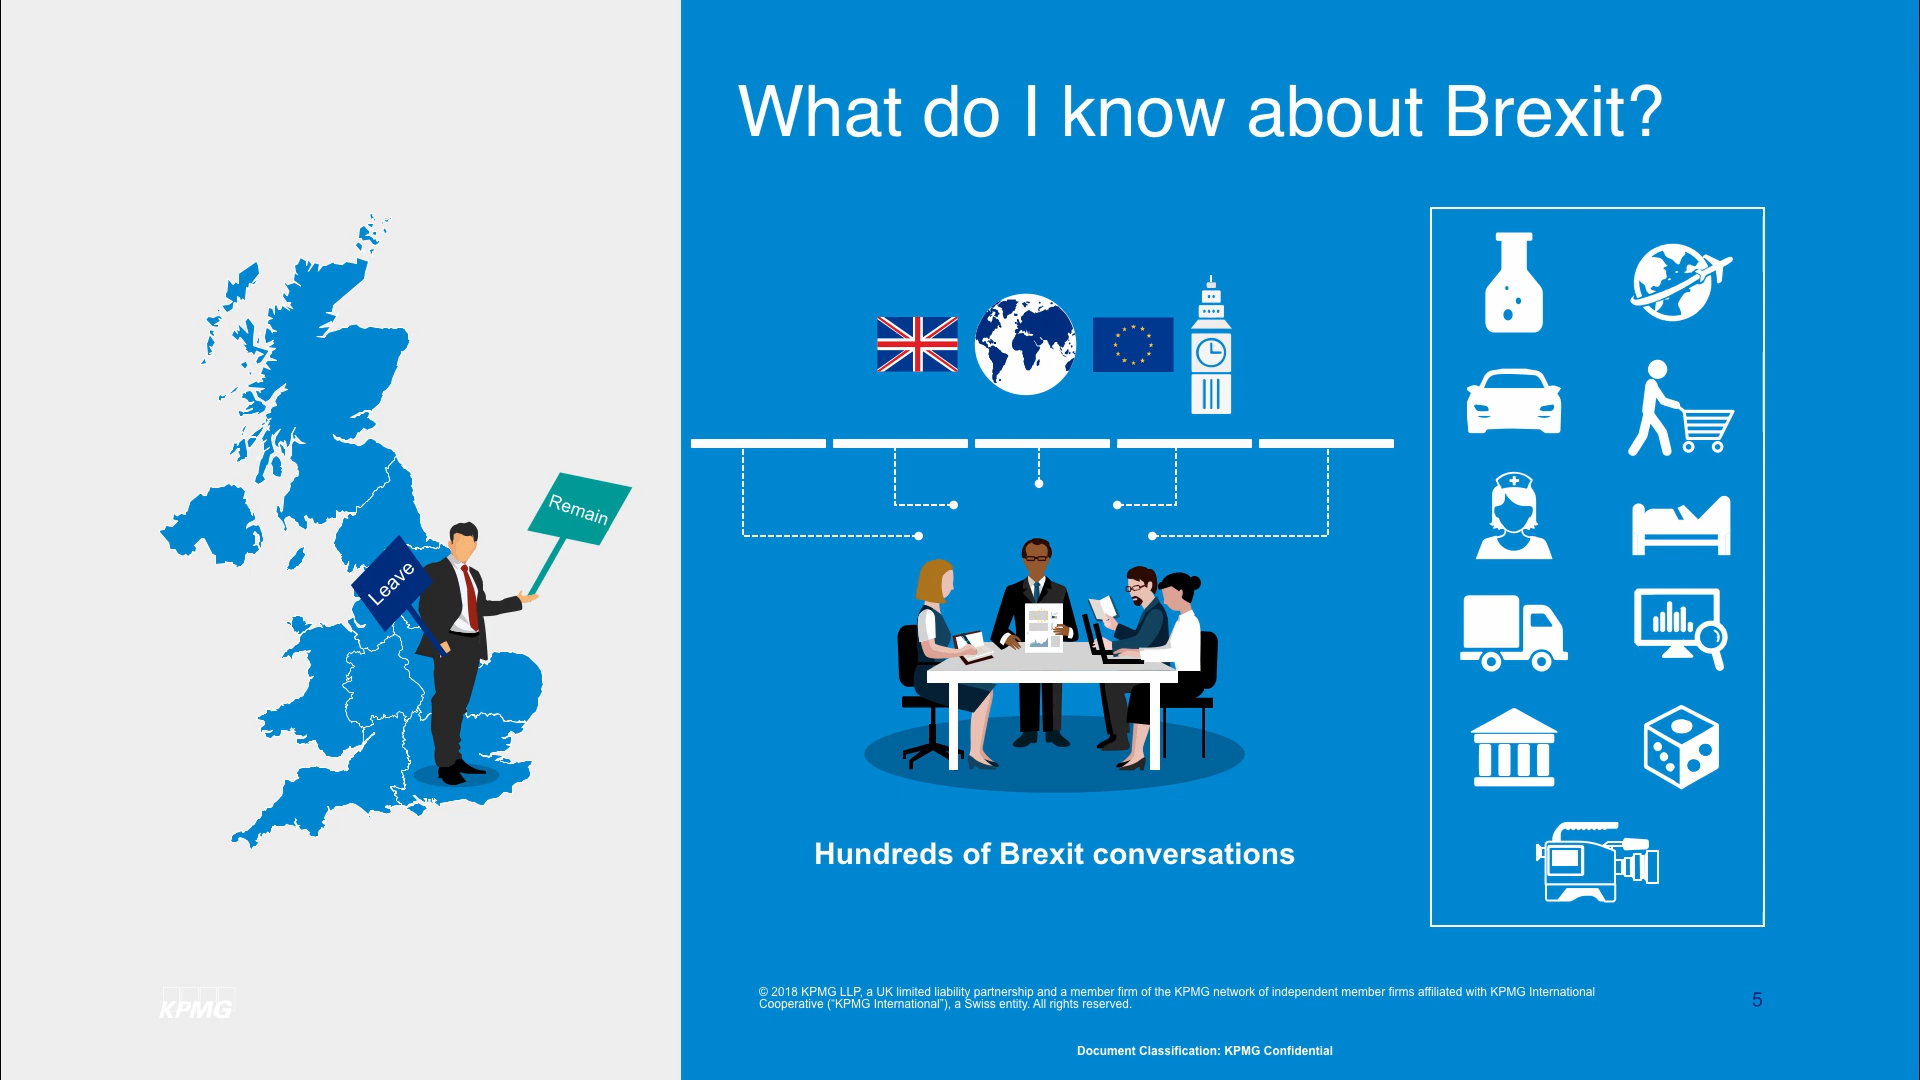 What do I know about Brexit?
Remain
Leave
Hundreds of Brexit conversations
KPMG
© 2018 KPMG LLP, a UK limited liability partnership and a member firm of the KPMG network of independent member firms affiliated with KPMG International
Cooperative (“KPMG International”), a Swiss entity. All rights reserved.
5
Document Classification: KPMG Confidential